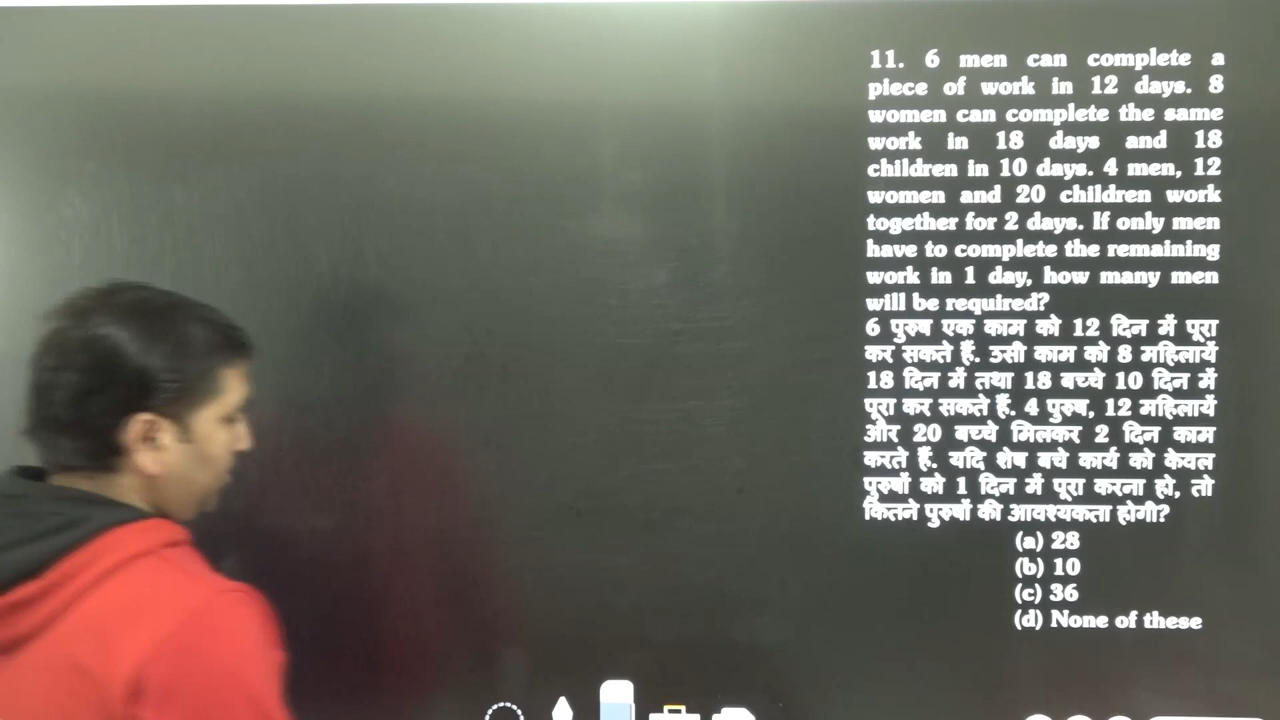 11. 6 men can complete a
piece of work in 12 days. 8
women can complete the same
work in 18 days and 18
children in 10 days. 4 men, 12
women and 20 children work
together for 2 days. If only men
have to complete the remaining
work in 1 day, how many men
will be required?
6 पुरुष एक काम को 12 दिन में पूरा
कर सकते हैं. उसी काम को 8 महिलायें
18 दिन में तथा 18 बच्चे 10 दिन में
पूरा कर सकते हैं. 4 पुरुष, 12 महिलायें
और 20 बच्चे मिलकर 2 दिन काम
करते हैं. यदि शेष बचे कार्य को केवल
पुरुषों को 1 दिन में पूरा करना हो, तो
कितने पुरुषों की आवश्यकता होगी?
(a) 28
(b) 10
(c) 36
(d) None of these